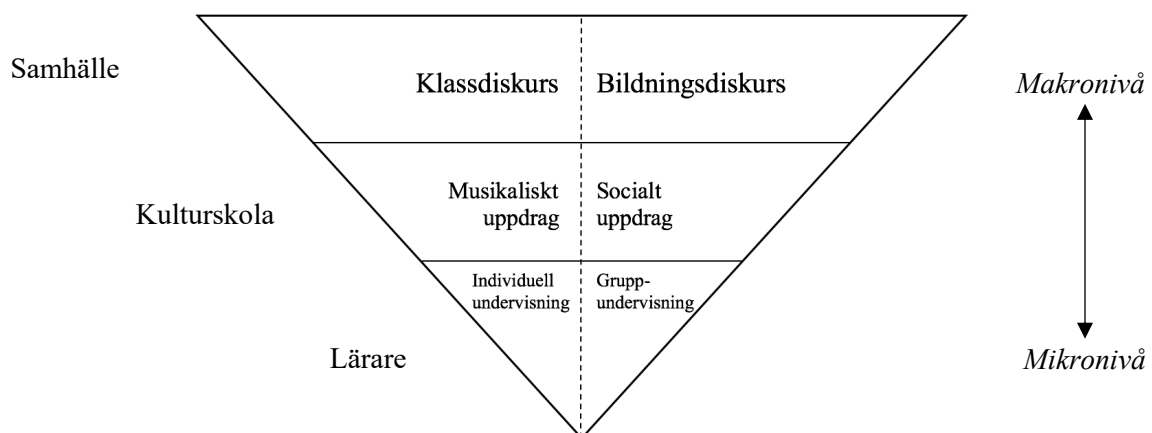 Samhälle
Klassdiskurs Bildningsdiskurs
Makronivå
Musikaliskt
uppdrag
Socialt
uppdrag
Kulturskola
Individuell
undervisning
Grupp-
undervisning
Lärare
Mikronivå